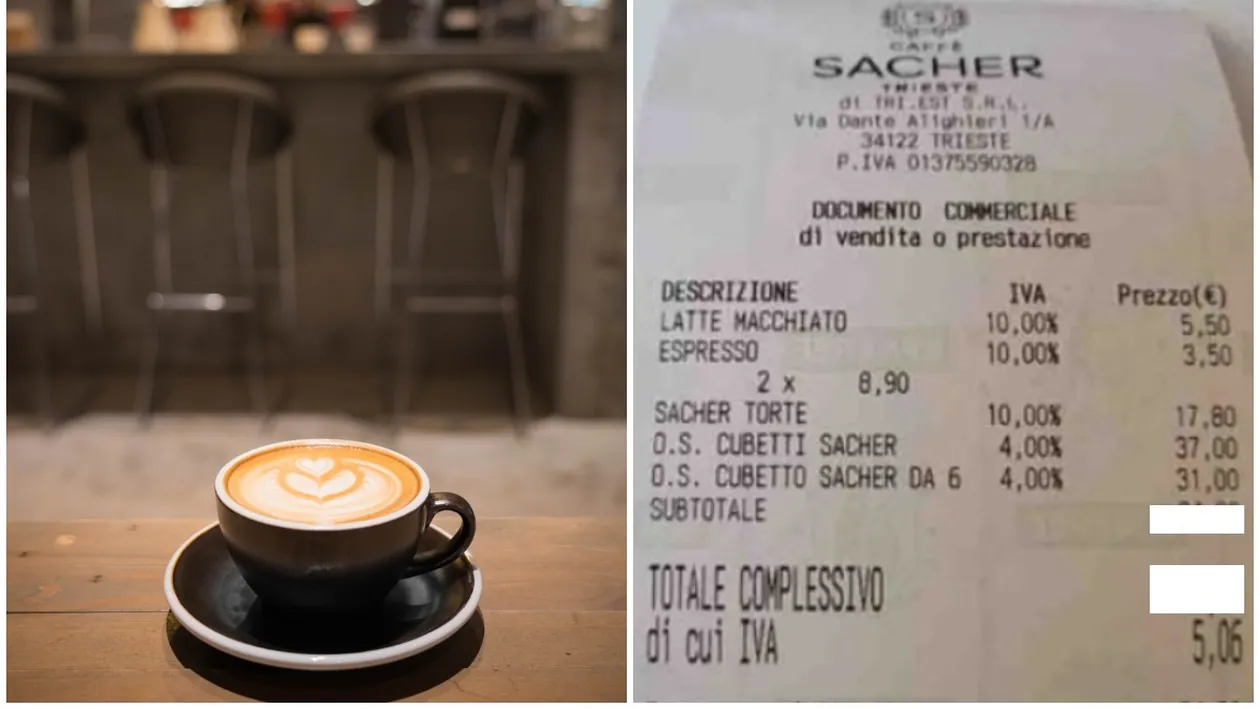 CAFFÈ
SACHER
TRIESTE
di TRI.EST S.R.L.
Via Dante Alighieri 1/A
34122 TRIESTE
P.IVA 01375590328
DOCUMENTO COMMERCIALE
di vendita o prestazione
DESCRIZIONE IVA Prezzo(€)
LATTE MACCHIATO 10,00% 5,50
ESPRESSO 10,00% 3,50
2 x 8,90
SACHER TORTE 10,00% 17,80
O.S. CUBETTI SACHER 4,00% 37,00
O.S. CUBETTO SACHER DA 6 4,00% 31,00
SUBTOTALE
TOTALE COMPLESSIVO
di cui IVA 5,06